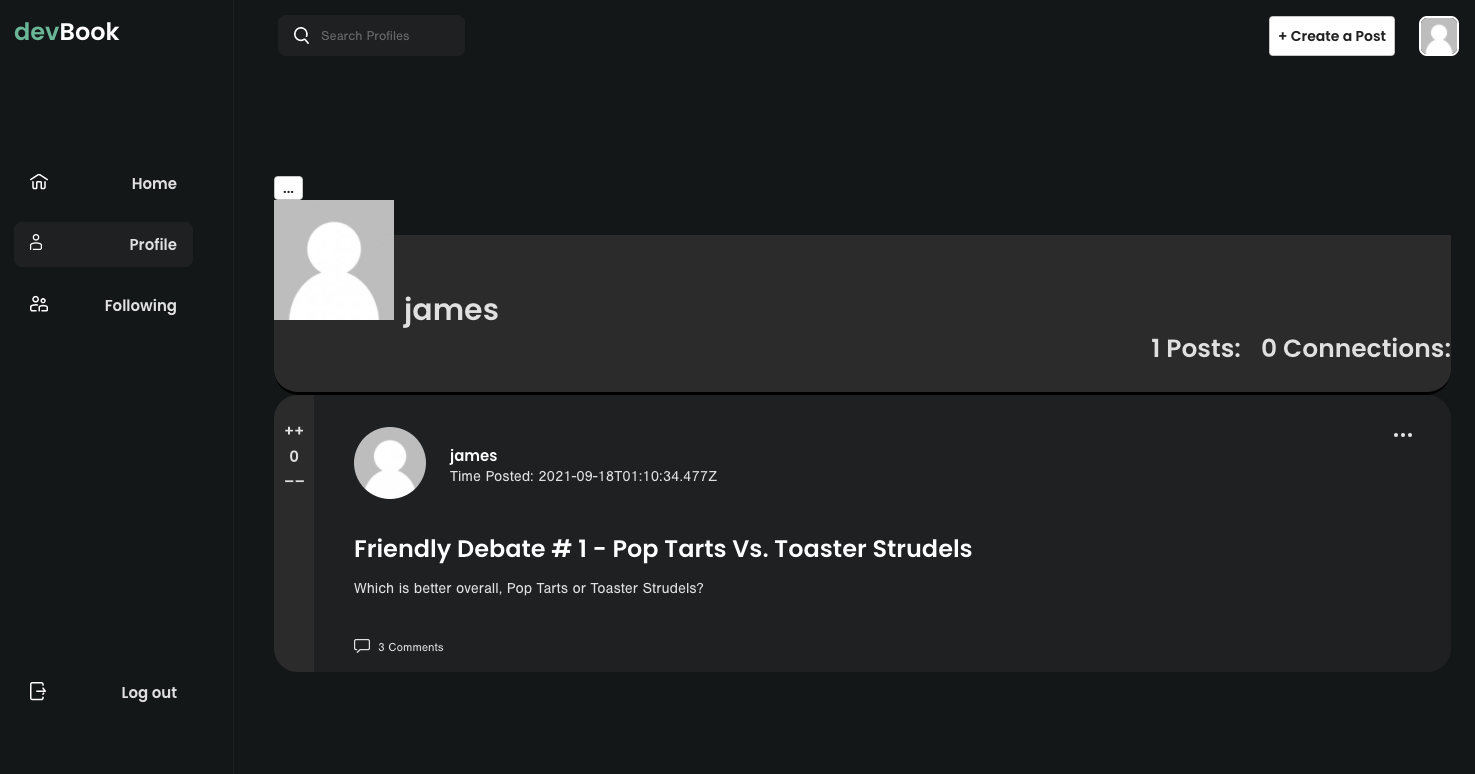 devBook
Search Profiles
+ Create a Post
Home
Profile
Following
Log out
...
james
1 Posts: 0 Connections:
++
0
--
james
Time Posted: 2021-09-18T01:10:34.477Z
Friendly Debate # 1 - Pop Tarts Vs. Toaster Strudels
Which is better overall, Pop Tarts or Toaster Strudels?
3 Comments